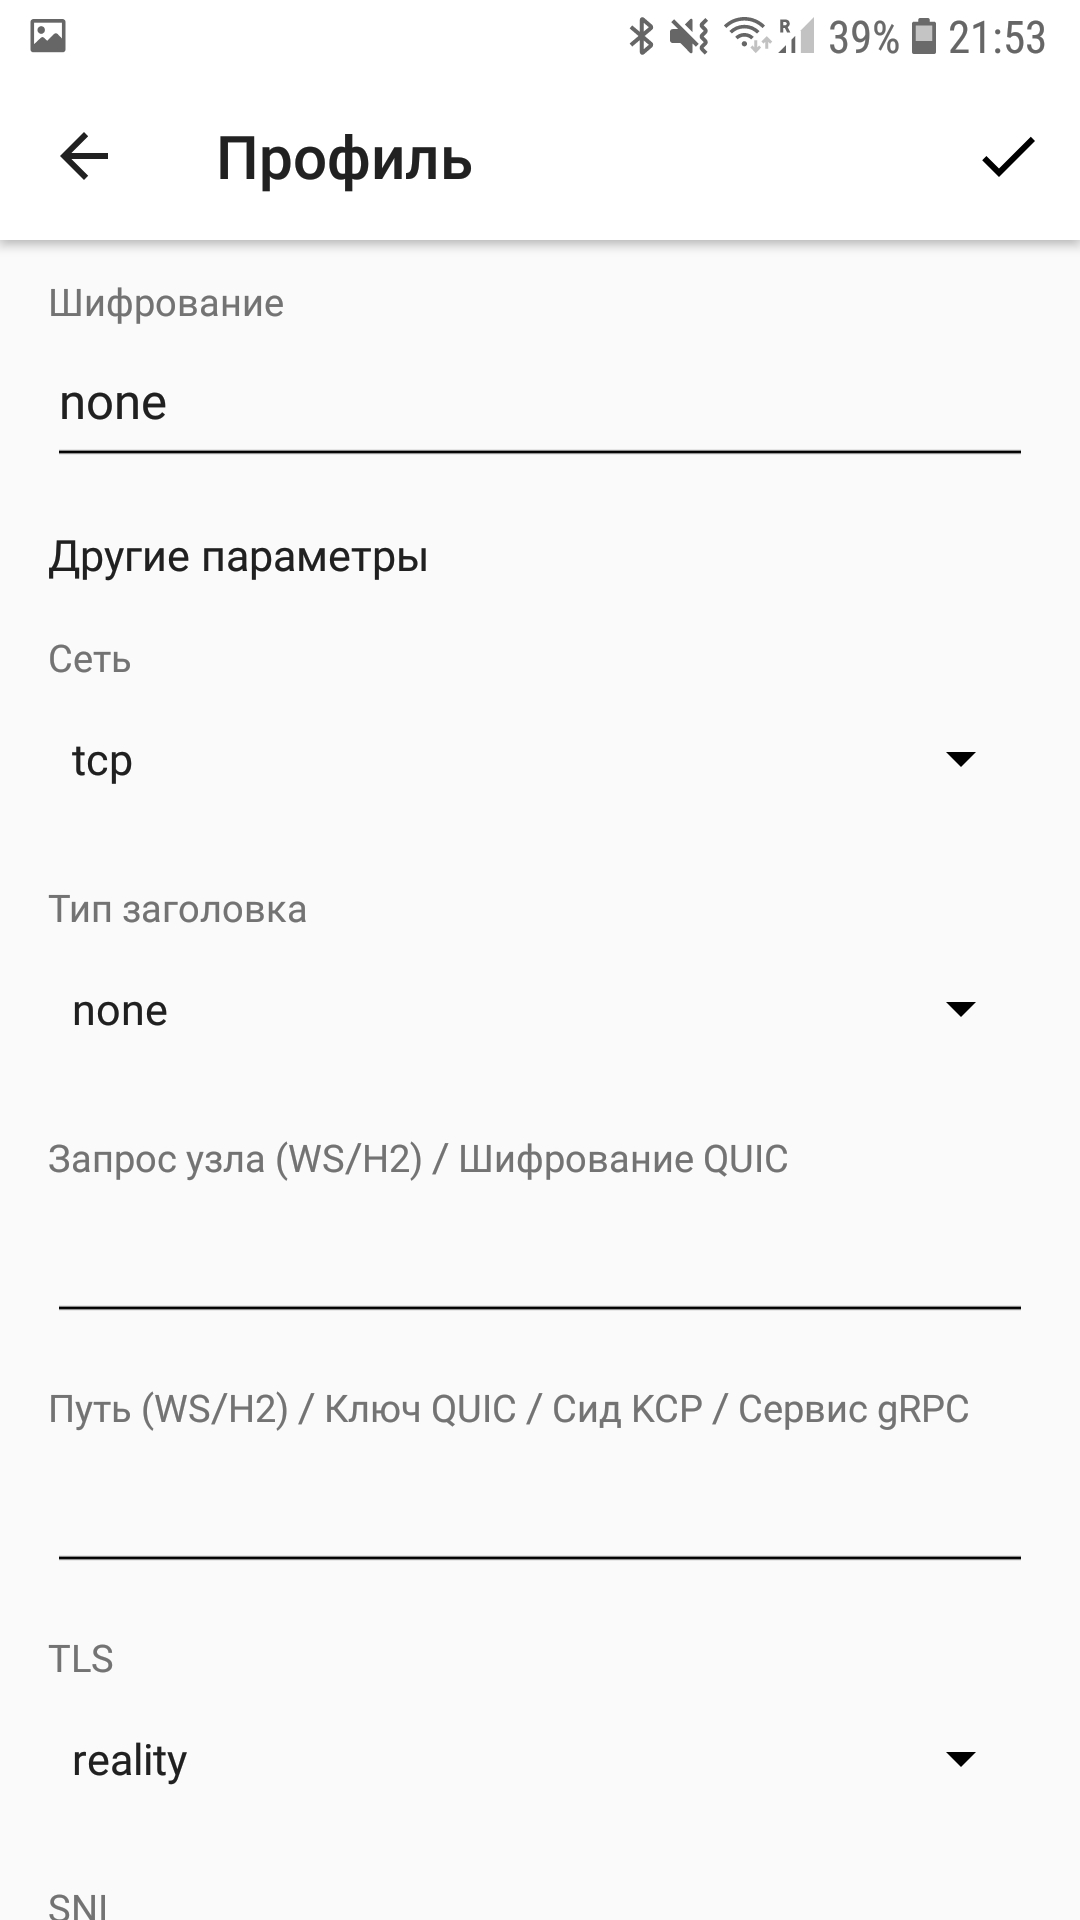 R 39% 21:53
Профиль
Шифрование
none
Другие параметры
Сеть
tcp
Тип заголовка
none
Запрос узла (WS/H2) / Шифрование QUIC
Путь (WS/H2) / Ключ QUIC / Сид KCP / Сервис gRPC
TLS
reality
SNI